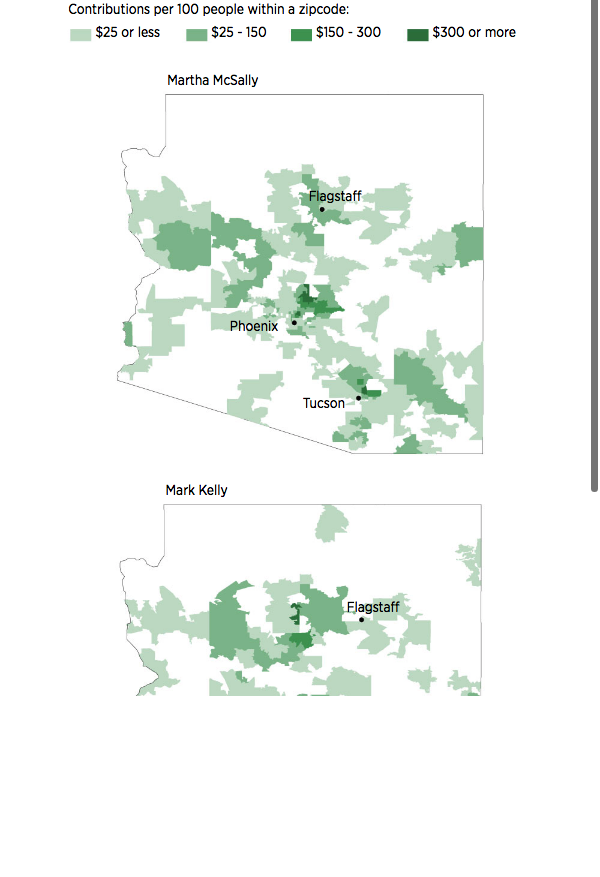 Contributions per 100 people within a zipcode:
$25 or less $25 - 150 $150 - 300 $300 or more
Martha McSally
Flagstaff
Phoenix
Tucson
Mark Kelly
Flagstaff